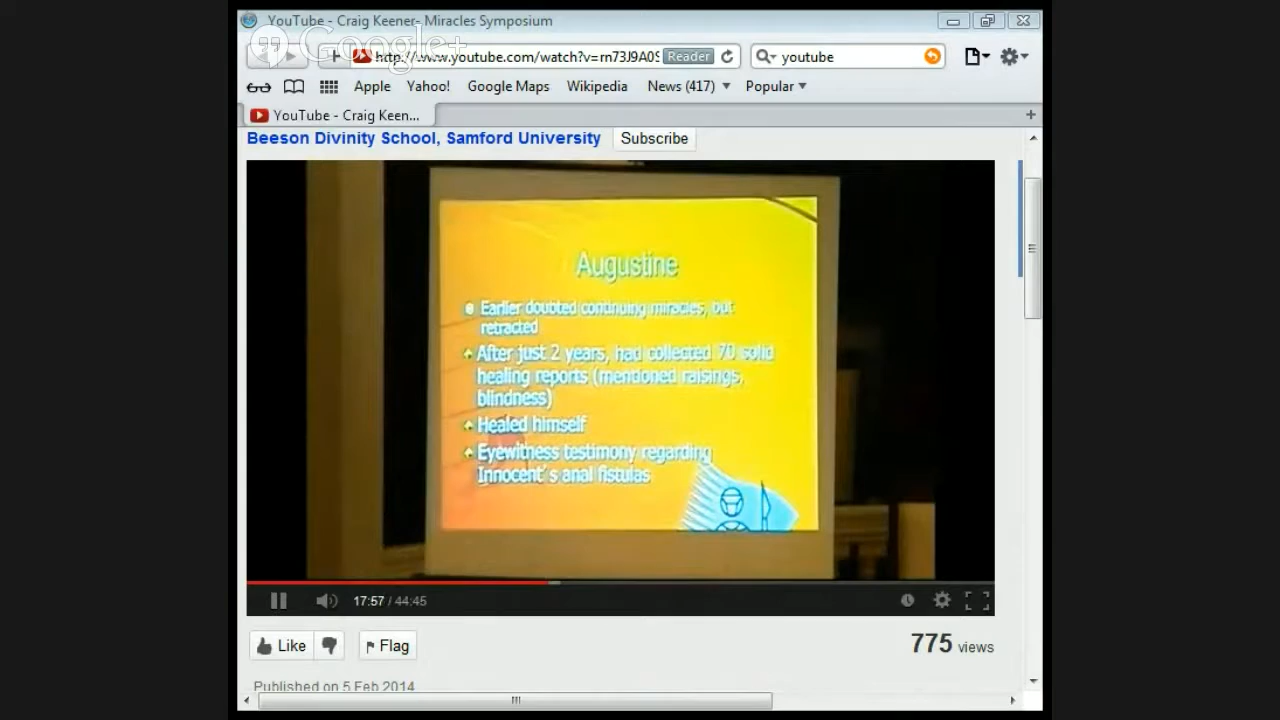 YouTube - Craig Keener- Miracles Symposium
Google+
http://www.youtube.com/watch?v=rn73J9A0S
Reader
youtube
Apple
Yahoo!
Google Maps
Wikipedia
News (417)
Popular
YouTube - Craig Keen...
Beeson Divinity School, Samford University
Subscribe
Augustine
Earlier doubted continuing miracles, but
retracted
After just 2 years, had collected 70 solid
healing reports (mentioned raisings,
blindness)
Healed himself
Eyewitness testimony regarding
Innocent's anal fistulas
17:57 / 44:45
Like
Flag
775 views
Published on 5 Feb 2014